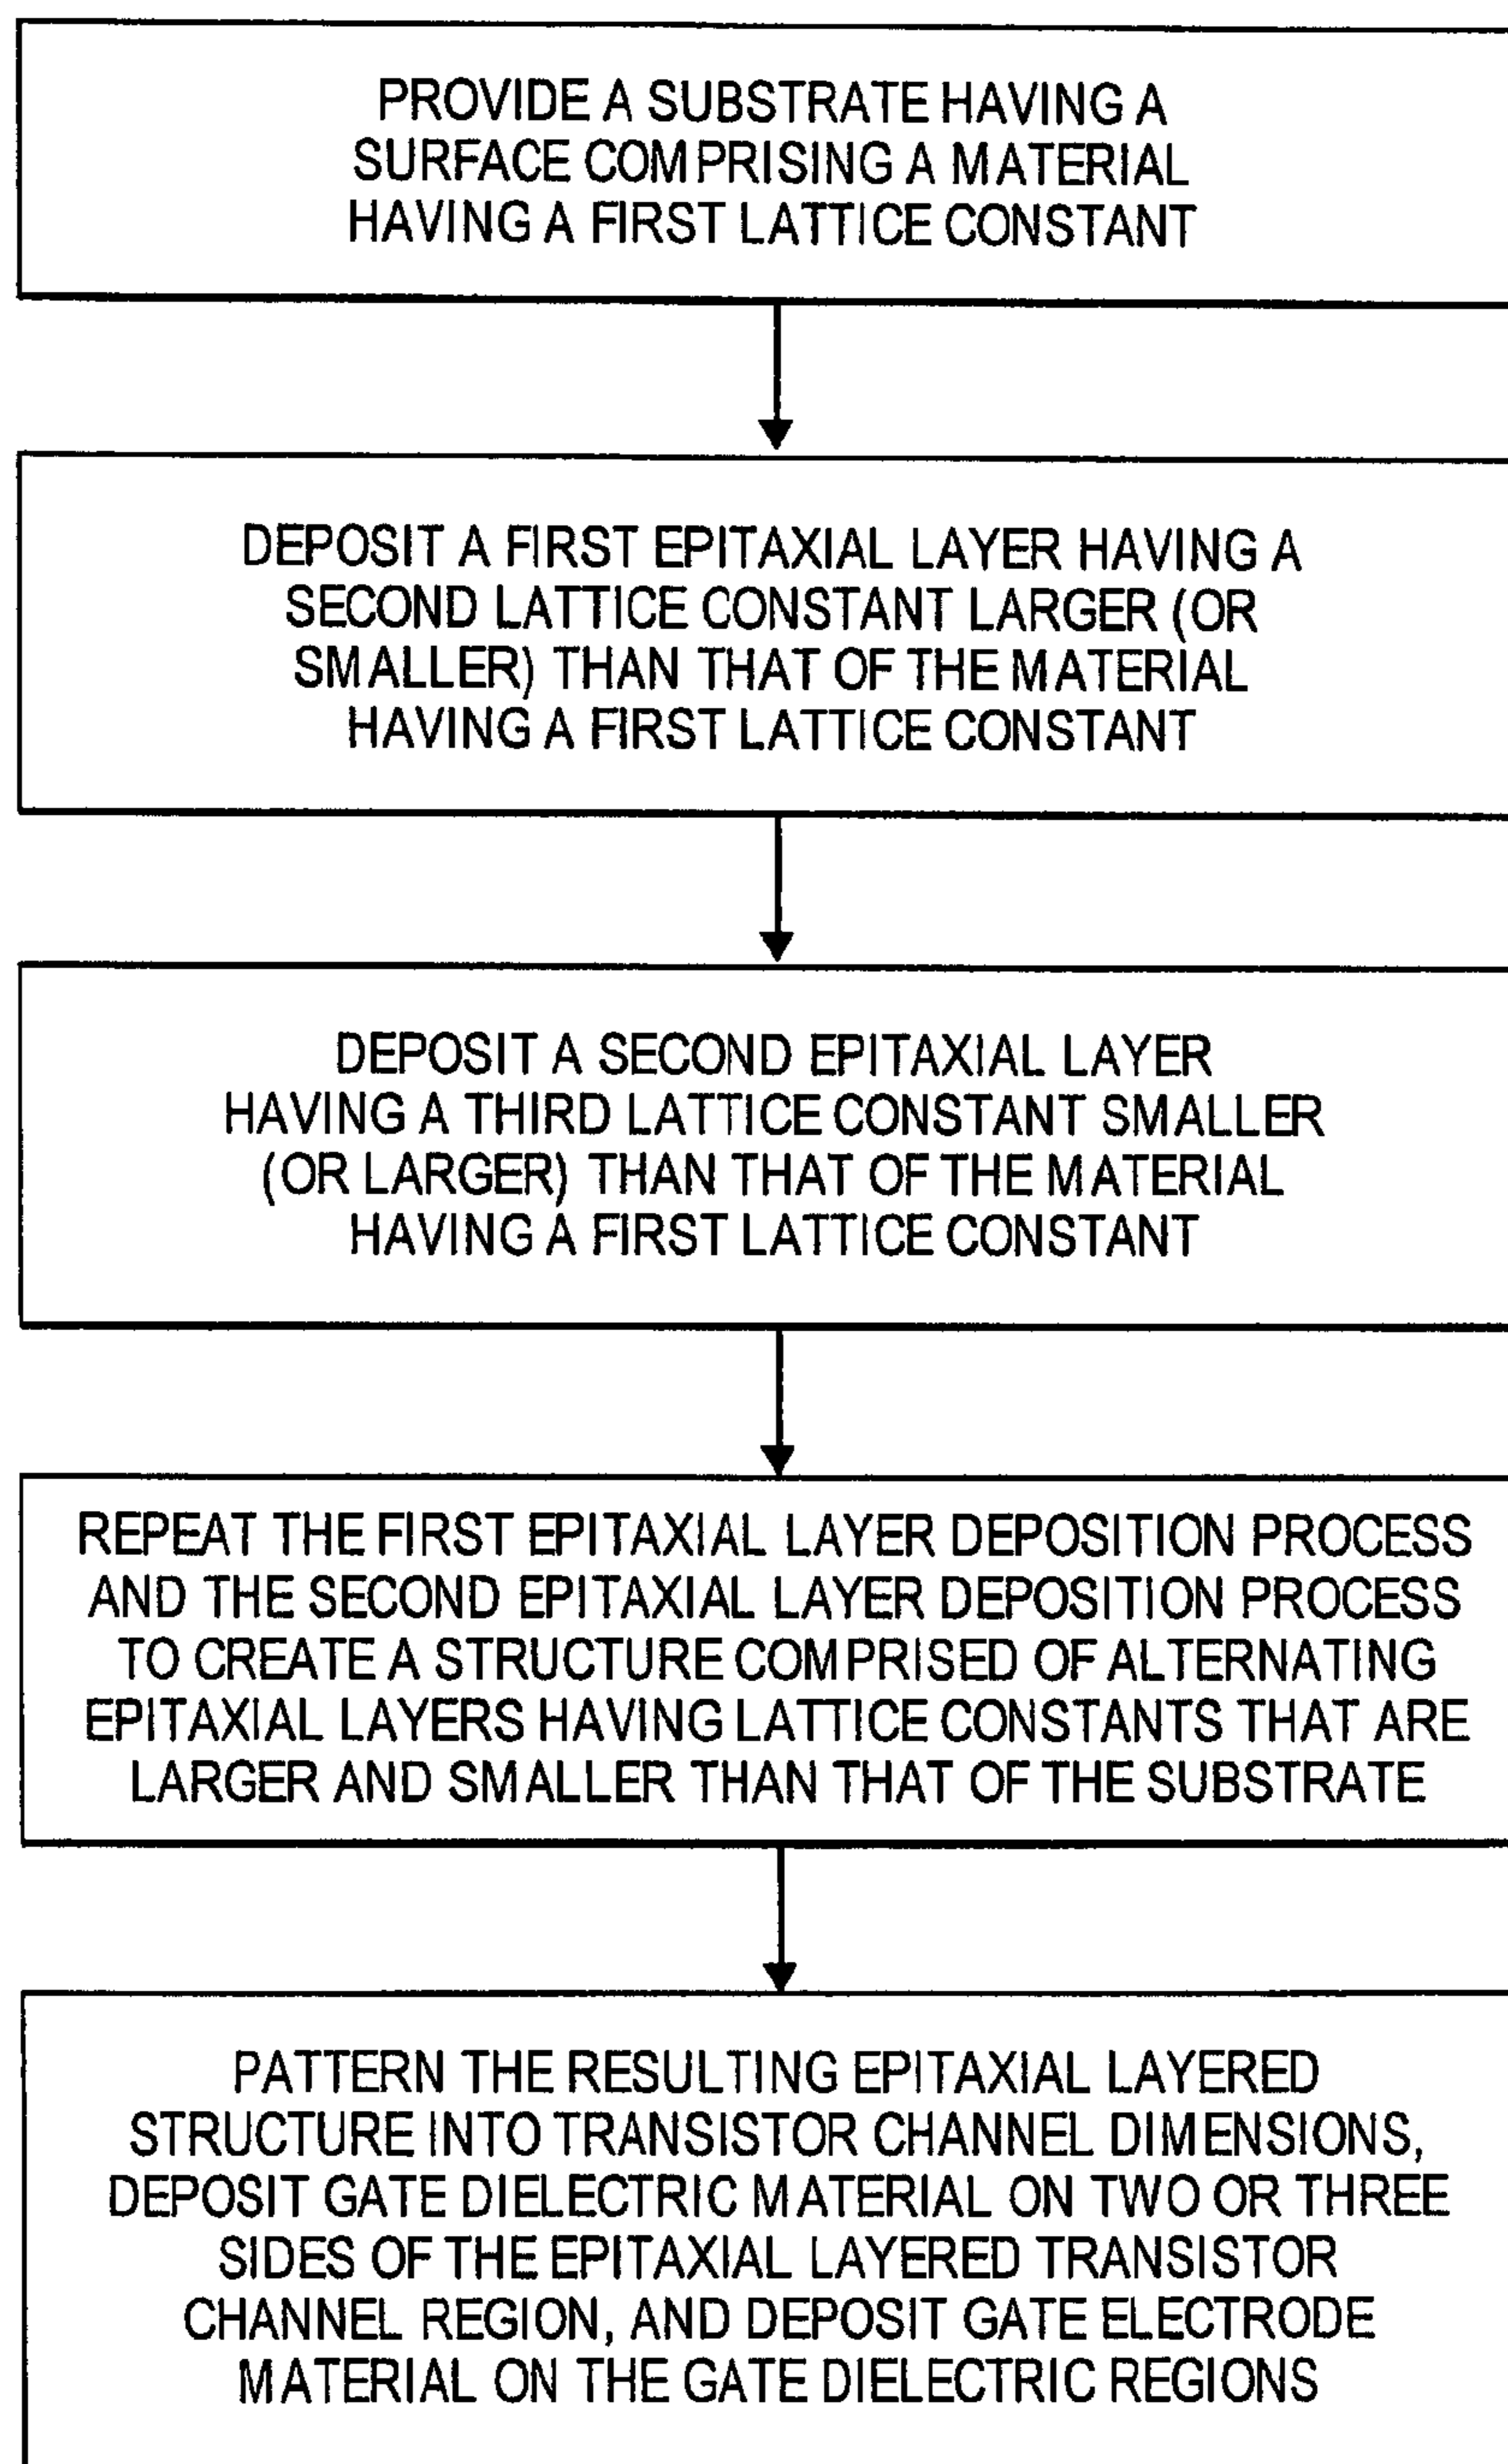 PROVIDE A SUBSTRATE HAVING A
SURFACE COMPRISING A MATERIAL
HAVING A FIRST LATTICE CONSTANT
DEPOSIT A FIRST EPITAXIAL LAYER HAVING A
SECOND LATTICE CONSTANT LARGER (OR
SMALLER) THAN THAT OF THE MATERIAL
HAVING A FIRST LATTICE CONSTANT
DEPOSIT A SECOND EPITAXIAL LAYER
HAVING A THIRD LATTICE CONSTANT SMALLER
(OR LARGER) THAN THAT OF THE MATERIAL
HAVING A FIRST LATTICE CONSTANT
REPEAT THE FIRST EPITAXIAL LAYER DEPOSITION PROCESS
AND THE SECOND EPITAXIAL LAYER DEPOSITION PROCESS
TO CREATE A STRUCTURE COMPRISED OF ALTERNATING
EPITAXIAL LAYERS HAVING LATTICE CONSTANTS THAT ARE
LARGER AND SMALLER THAN THAT OF THE SUBSTRATE
PATTERN THE RESULTING EPITAXIAL LAYERED
STRUCTURE INTO TRANSISTOR CHANNEL DIMENSIONS,
DEPOSIT GATE DIELECTRIC MATERIAL ON TWO OR THREE
SIDES OF THE EPITAXIAL LAYERED TRANSISTOR
CHANNEL REGION, AND DEPOSIT GATE ELECTRODE
MATERIAL ON THE GATE DIELECTRIC REGIONS